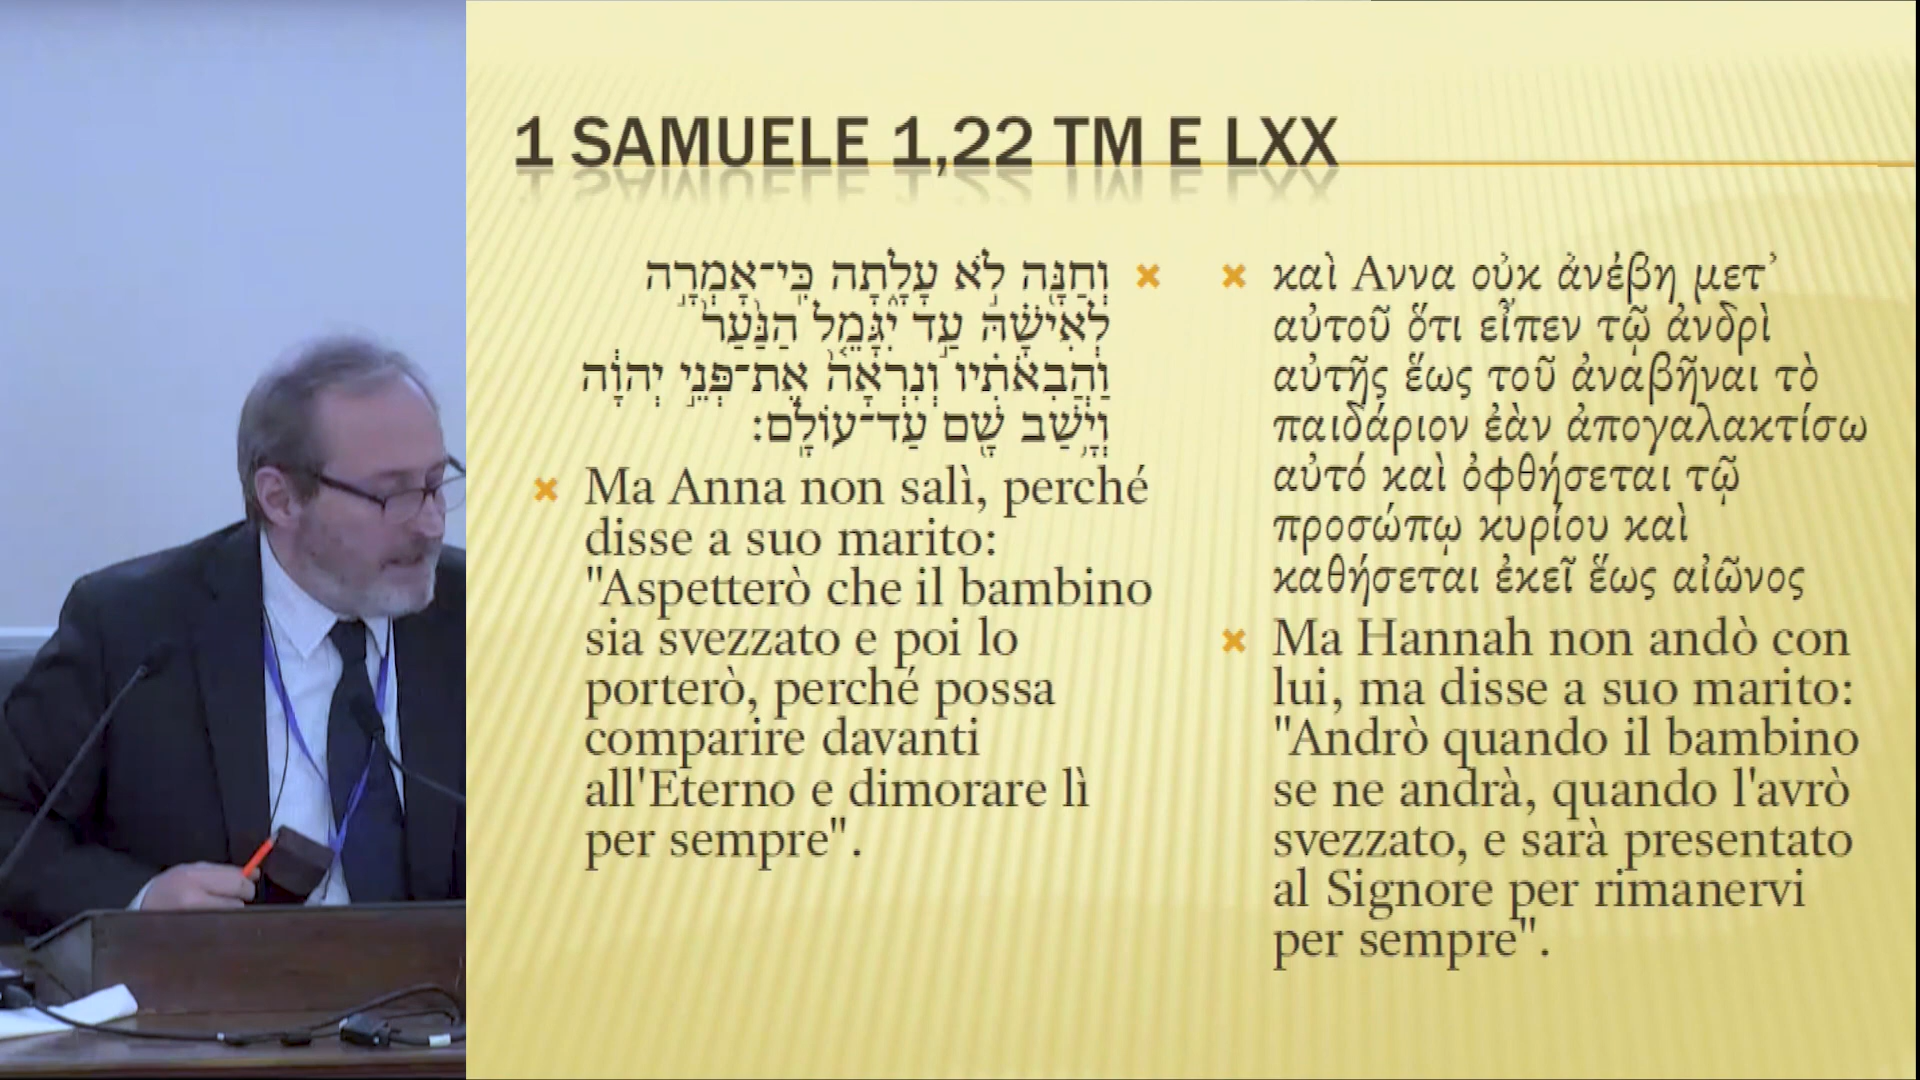 1 SAMUELE 1,22 TM E LXX
וְחַנָּ֖ה לֹ֣א עָלָ֑תָה כִּֽי־אָמְרָ֣ה
לְאִישָׁ֗הּ עַ֣ד יִגָּמֵ֤ל הַנַּ֙עַר֙
וַהֲבִאֹתִ֗יו וְנִרְאָה֙ אֶת־פְּנֵ֣י יְהוָ֔ה
וְיָ֥שַׁב שָׁ֖ם עַד־עוֹלָֽם׃
Ma Anna non salì, perché
disse a suo marito:
"Aspetterò che il bambino
sia svezzato e poi lo
porterò, perché possa
comparire davanti
all'Eterno e dimorare lì
per sempre".
καὶ Αννα οὐκ ἀνέβη μετ᾽
αὐτοῦ ὅτι εἶπεν τῷ ἀνδρὶ
αὐτῆς ἕως τοῦ ἀναβῆναι τὸ
παιδάριον ἐὰν ἀπογαλακτίσω
αὐτό καὶ ὀφθήσεται τῷ
προσώπῳ κυρίου καὶ
καθήσεται ἐκεῖ ἕως αἰῶνος
Ma Hannah non andò con
lui, ma disse a suo marito:
"Andrò quando il bambino
se ne andrà, quando l'avrò
svezzato, e sarà presentato
al Signore per rimanervi
per sempre".